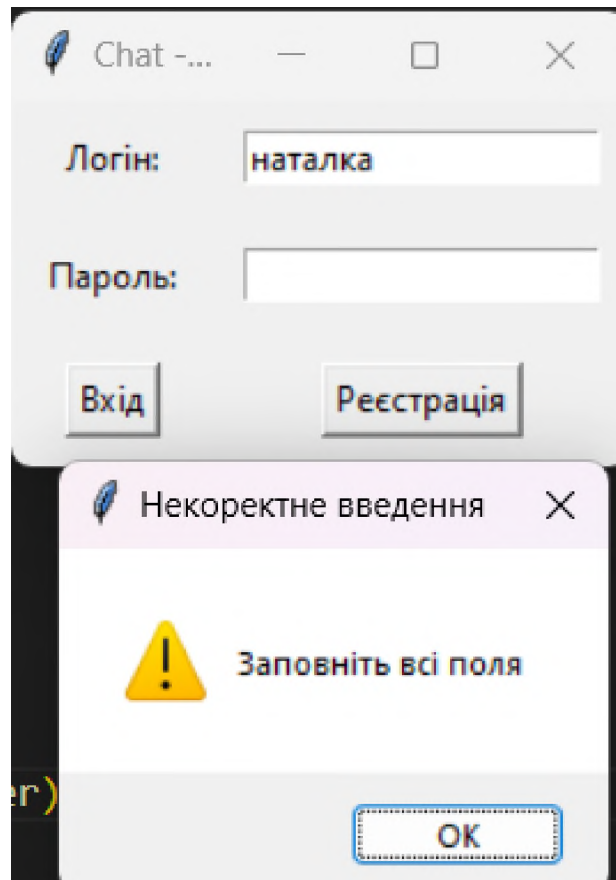 Chat -...
Логін:
наталка
Пароль:
Вхід
Реєстрація
Некоректне введення
Заповніть всі поля
er)
OK